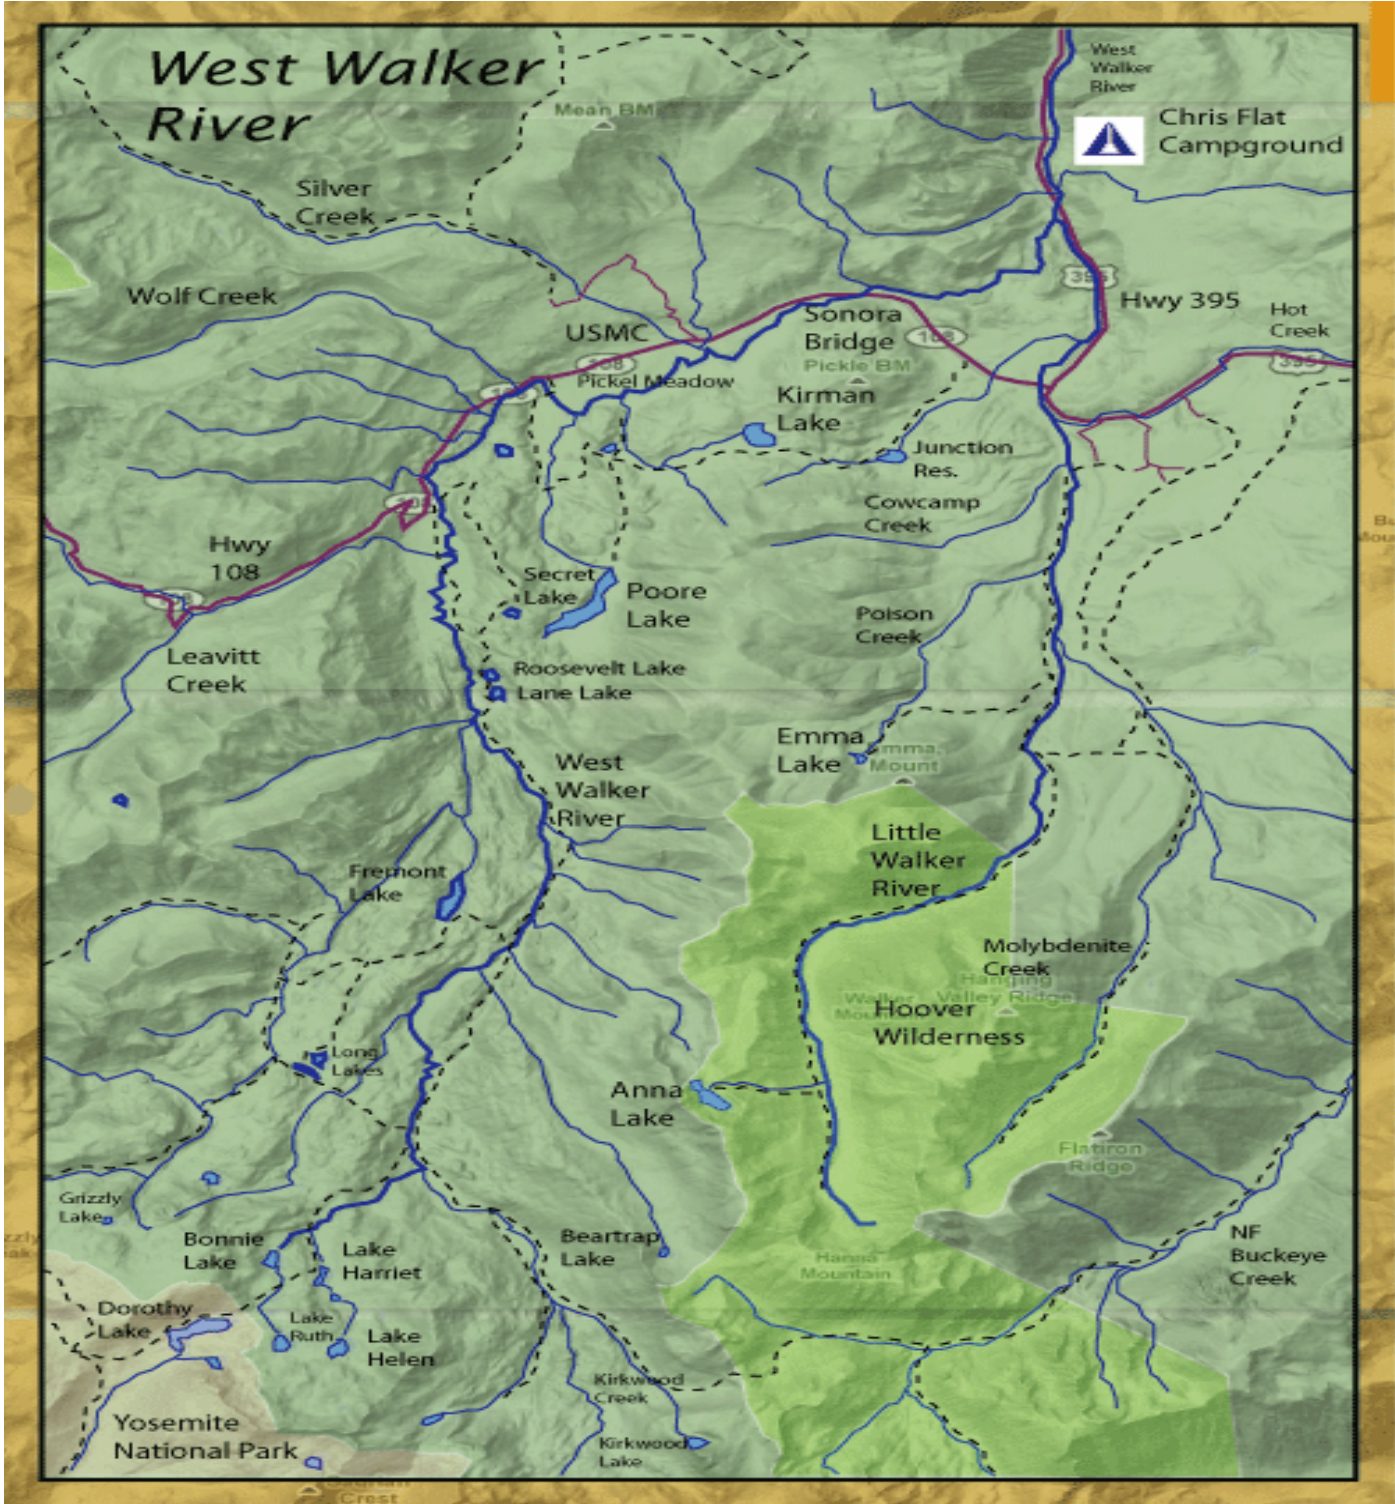 West Walker
River
West
Walker
River
Chris Flat
Campground
Mean BM
Silver
Creek
Wolf Creek
395
Hwy 395
Hot
Creek
USMC
Sonora
Bridge
108
108
395
Pickle BM
Pickel Meadow
Kirman
Lake
Junction
Res.
Cowcamp
Creek
Hwy
108
Secret
Lake
Poore
Lake
Poison
Creek
Leavitt
Creek
Roosevelt Lake
Lane Lake
Emma
Lake
Mount
West
Walker
River
Little
Walker
River
Fremont
Lake
Molybdenite
Creek
Hanging
Valley Ridge
Hoover
Wilderness
Long
Lakes
Anna
Lake
Flatiron
Ridge
Grizzly
Lake
Bonnie
Lake
Lake
Harriet
Beartrap
Lake
NF
Buckeye
Creek
Hanna
Mountain
Dorothy
Lake
Lake
Ruth
Lake
Helen
Kirkwood
Creek
Yosemite
National Park
Kirkwood
Lake
Crest